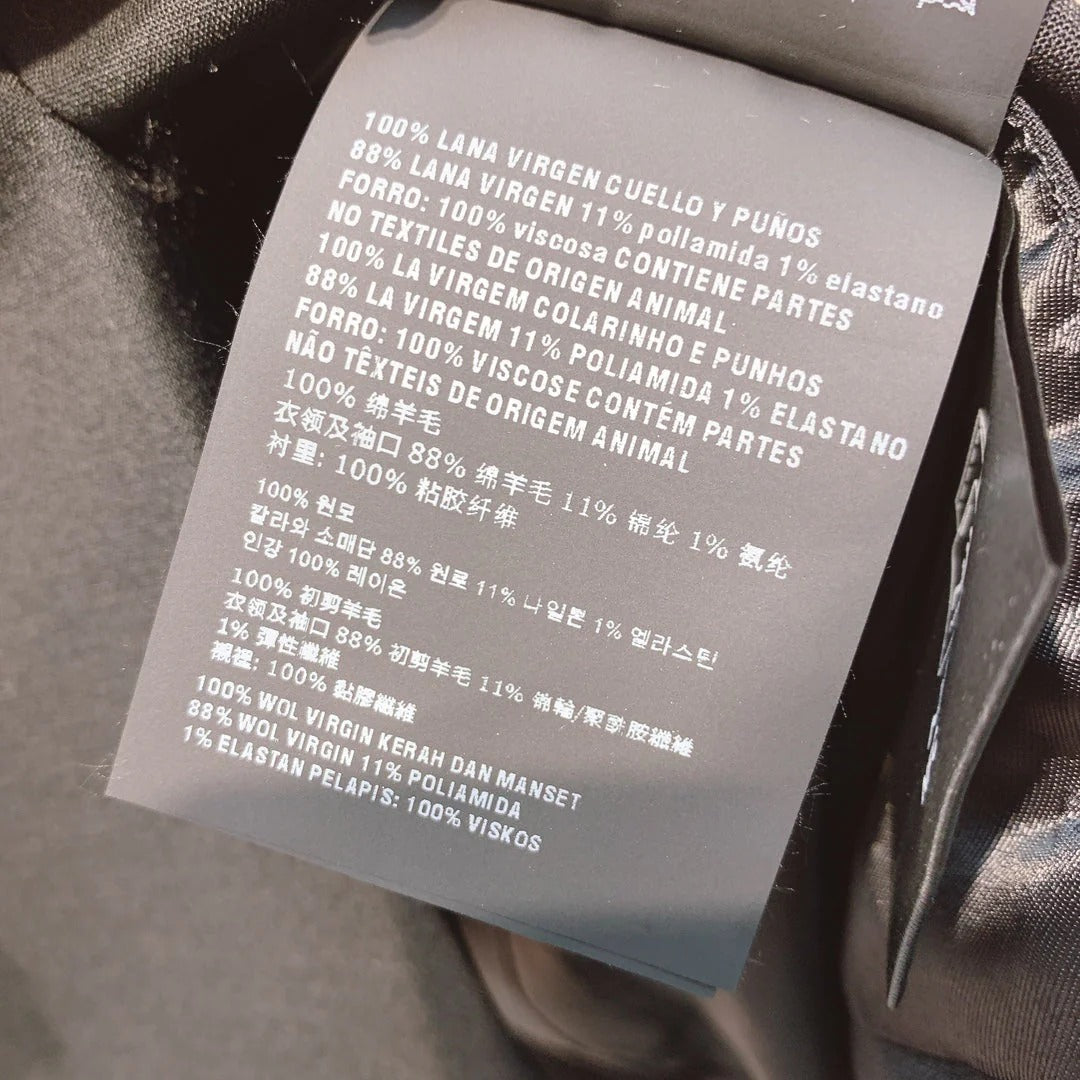 100% LANA VIRGEN CUELLO Y PUÑOS
88% LANA VIRGEN 11% pollamida 1% elastano
FORRO: 100% viscosa CONTIENE PARTES
NO TEXTILES DE ORIGEN ANIMAL
100% LA VIRGEM COLARINHO E PUNHOS
88% LA VIRGEM 11% POLIAMIDA 1% ELASTANO
FORRO: 100% VISCOSE CONTÉM PARTES
NÃO TÊXTEIS DE ORIGEM ANIMAL
100% 绵羊毛
衣领及袖口 88% 绵羊毛 11% 锦纶 1% 氨纶
衬里: 100% 粘胶纤维
100% 원모
칼라와 소매단 88% 원로 11% 나일론 1% 엘라스틴
인강 100% 레이온
100% 初剪羊毛
衣领及袖口 88% 初剪羊毛 11% 锦輪/聚酰胺纖維
1% 彈性纖維
襯裡: 100% 黏膠纖維
100% WOL VIRGIN KERAH DAN MANSET
88% WOL VIRGIN 11% POLIAMIDA
1% ELASTAN PELAPIS: 100% VISKOS